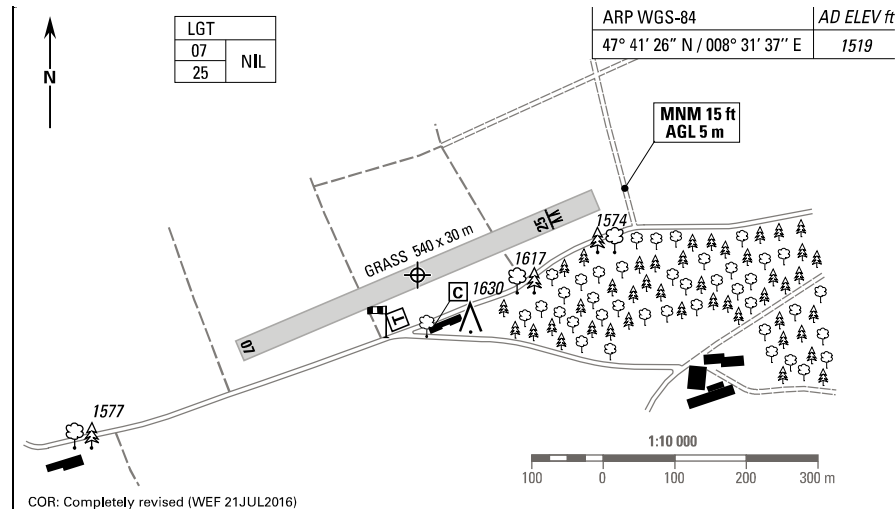 LGT
07 NIL
25
ARP WGS-84 AD ELEV ft
47° 41' 26'' N / 008° 31' 37'' E 1519
N
MNM 15 ft
AGL 5 m
25
1574
GRASS 540 x 30 m
1617
1630
C
T
07
1577
1:10 000
100 0 100 200 300 m
COR: Completely revised (WEF 21JUL2016)